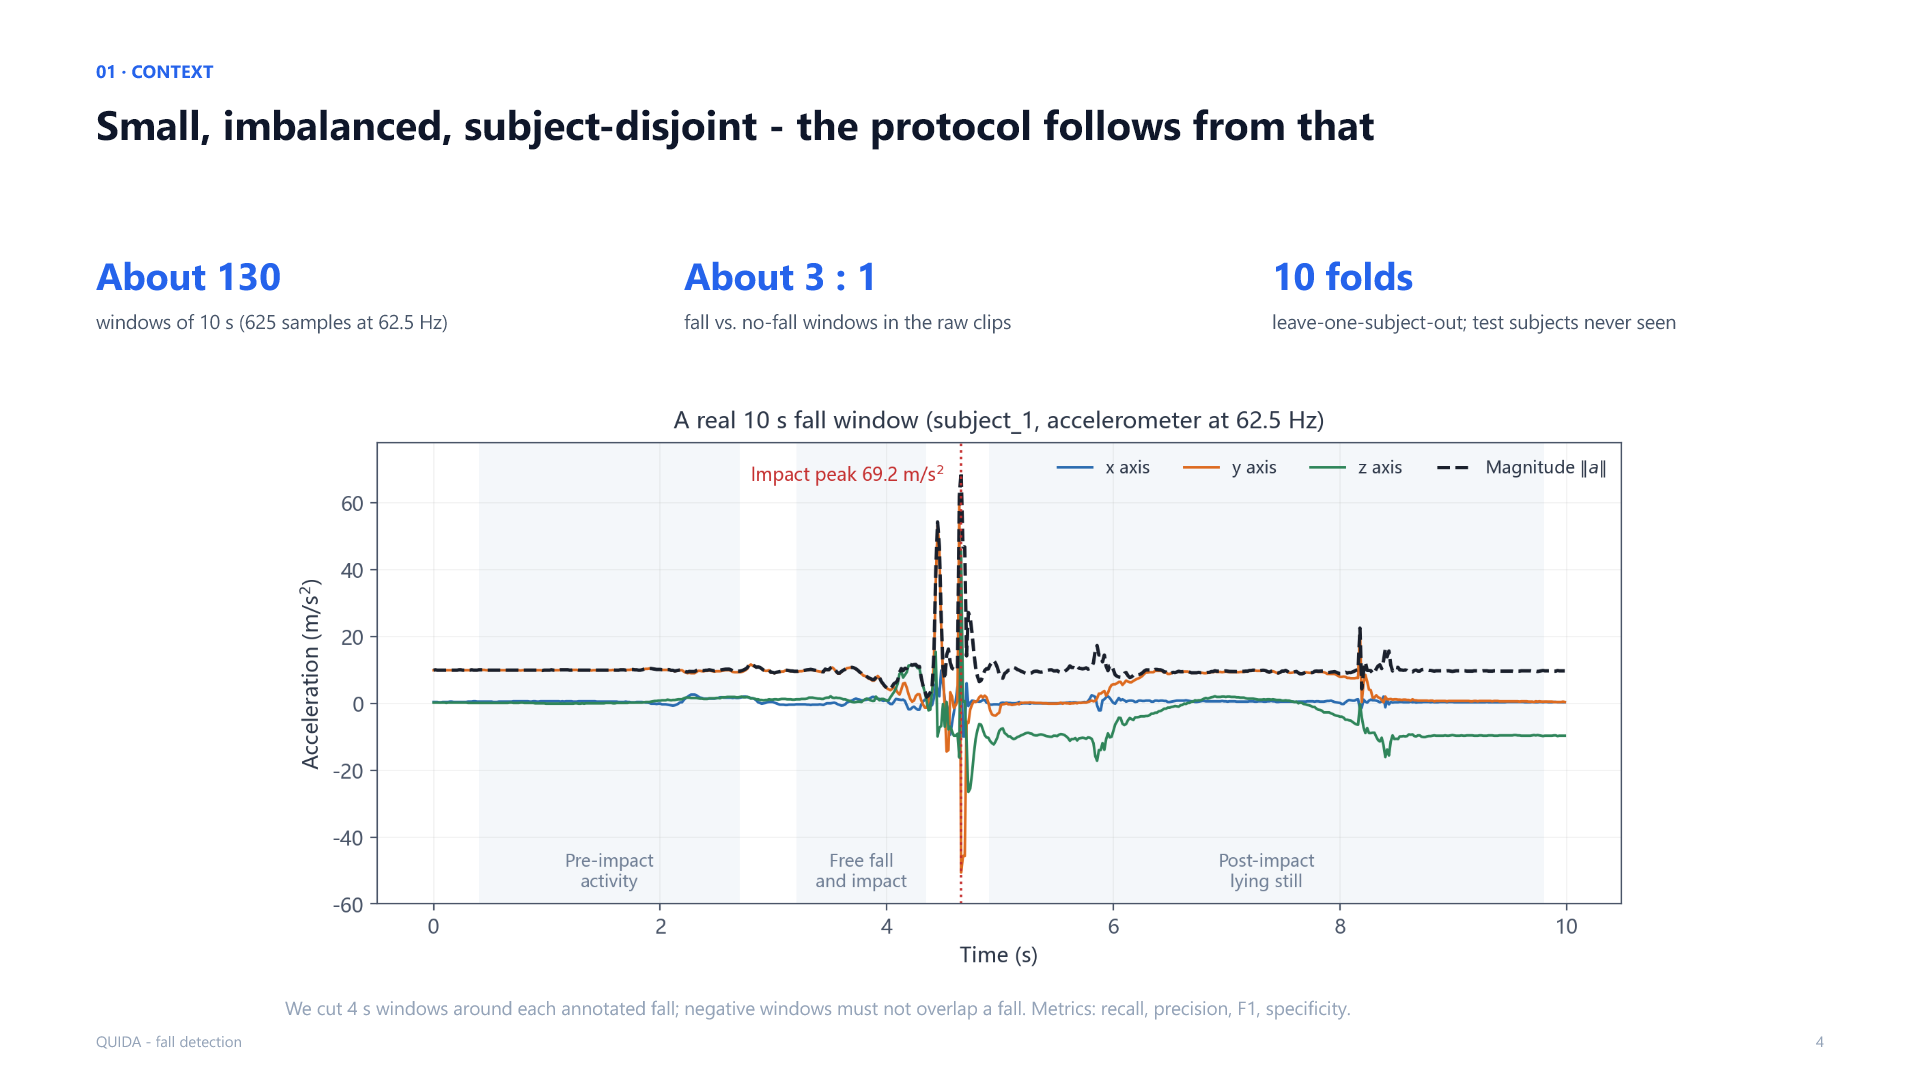 01 · CONTEXT
Small, imbalanced, subject-disjoint - the protocol follows from that
About 130
windows of 10 s (625 samples at 62.5 Hz)
About 3 : 1
fall vs. no-fall windows in the raw clips
10 folds
leave-one-subject-out; test subjects never seen
A real 10 s fall window (subject_1, accelerometer at 62.5 Hz)
Impact peak 69.2 m/s²
x axis
y axis
z axis
Magnitude ‖a‖
Acceleration (m/s²)
60
40
20
0
-20
-40
-60
Pre-impact
activity
Free fall
and impact
Post-impact
lying still
0
2
4
6
8
10
Time (s)
We cut 4 s windows around each annotated fall; negative windows must not overlap a fall. Metrics: recall, precision, F1, specificity.
QUIDA - fall detection
4